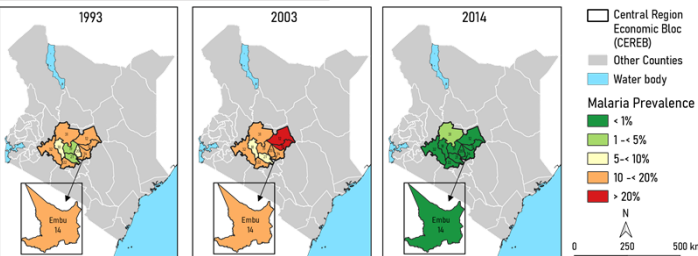 1993
2003
2014
Embu
14
Embu
14
Embu
14
Central Region
Economic Bloc
(CEREB)
Other Counties
Water body
Malaria Prevalence
< 1%
1 -< 5%
5-< 10%
10 -< 20%
> 20%
N
0 250 500 km